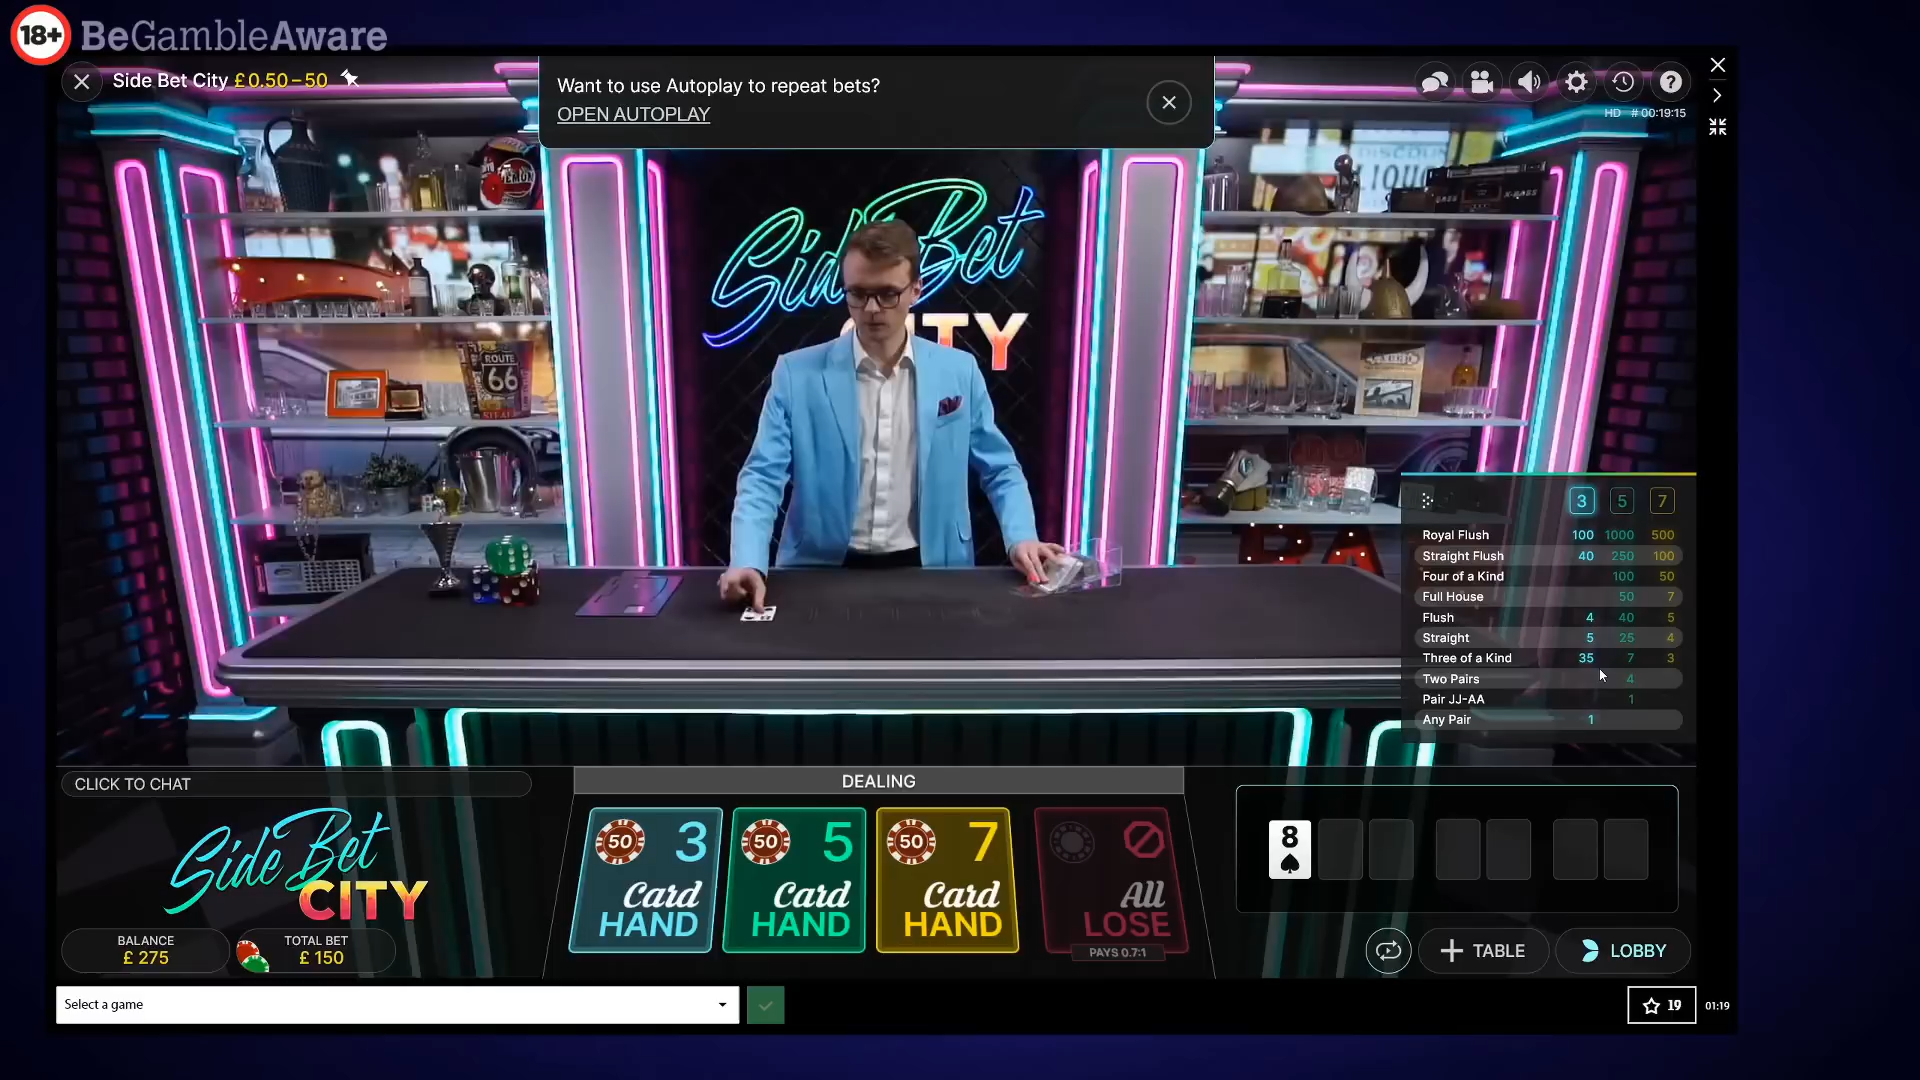 18+ BeGambleAware
Side Bet City £0.50–50
Want to use Autoplay to repeat bets?
OPEN AUTOPLAY
HD # 00:19:15
Side Bet
CITY
ROUTE
66
3 5 7
Royal Flush 100 1000 500
Straight Flush 40 250 100
Four of a Kind 100 50
Full House 50 7
Flush 4 40 5
Straight 5 25 4
Three of a Kind 35 7 3
Two Pairs 4
Pair JJ-AA 1
Any Pair 1
CLICK TO CHAT
DEALING
Side Bet
CITY
50 3
Card
HAND
50 5
Card
HAND
50 7
Card
HAND
All
LOSE
PAYS 0.7:1
8
BALANCE
£ 275
TOTAL BET
£ 150
TABLE
LOBBY
Select a game
19
01:19